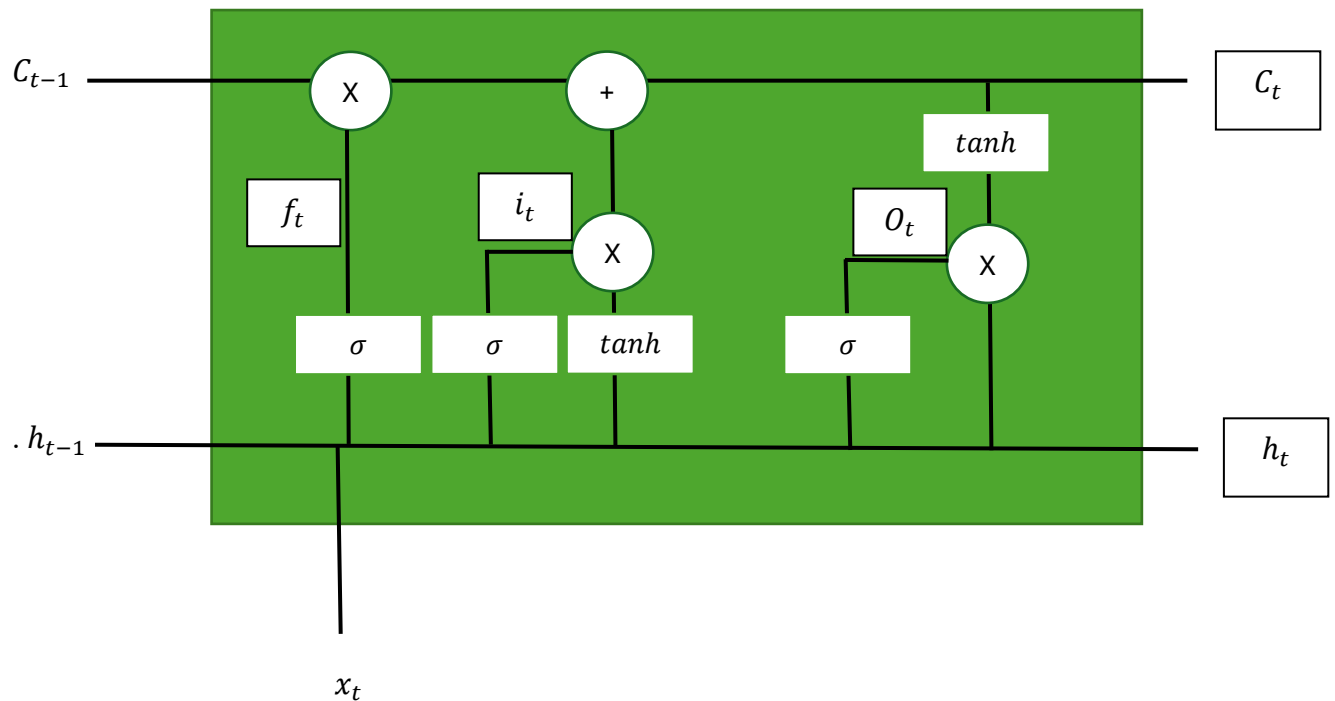 C_{t−1}
X
+
C_t
tanh
f_t
i_t
O_t
X
X
σ
σ
tanh
σ
. h_{t−1}
h_t
x_t